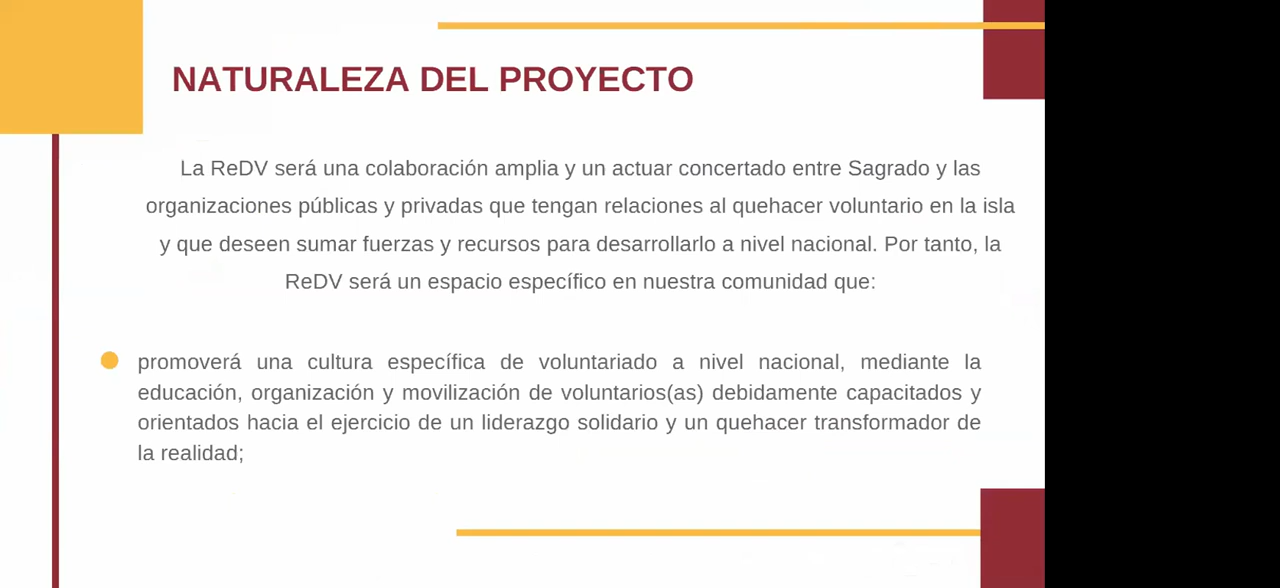 NATURALEZA DEL PROYECTO
La ReDV será una colaboración amplia y un actuar concertado entre Sagrado y las
organizaciones públicas y privadas que tengan relaciones al quehacer voluntario en la isla
y que deseen sumar fuerzas y recursos para desarrollarlo a nivel nacional. Por tanto, la
ReDV será un espacio específico en nuestra comunidad que:
promoverá una cultura específica de voluntariado a nivel nacional, mediante la
educación, organización y movilización de voluntarios(as) debidamente capacitados y
orientados hacia el ejercicio de un liderazgo solidario y un quehacer transformador de
la realidad;